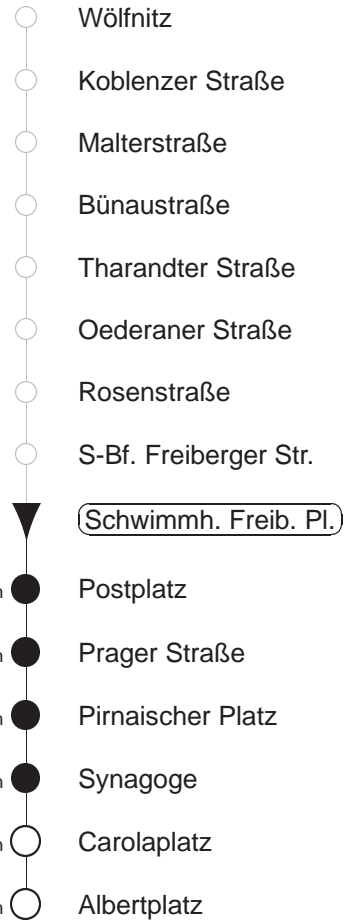 Wölfnitz
Koblenzer Straße
Malterstraße
Bünaustraße
Tharandter Straße
Oederaner Straße
Rosenstraße
S-Bf. Freiberger Str.
Schwimmh. Freib. Pl.
Postplatz
Prager Straße
Pirnaischer Platz
Synagoge
Carolaplatz
Albertplatz